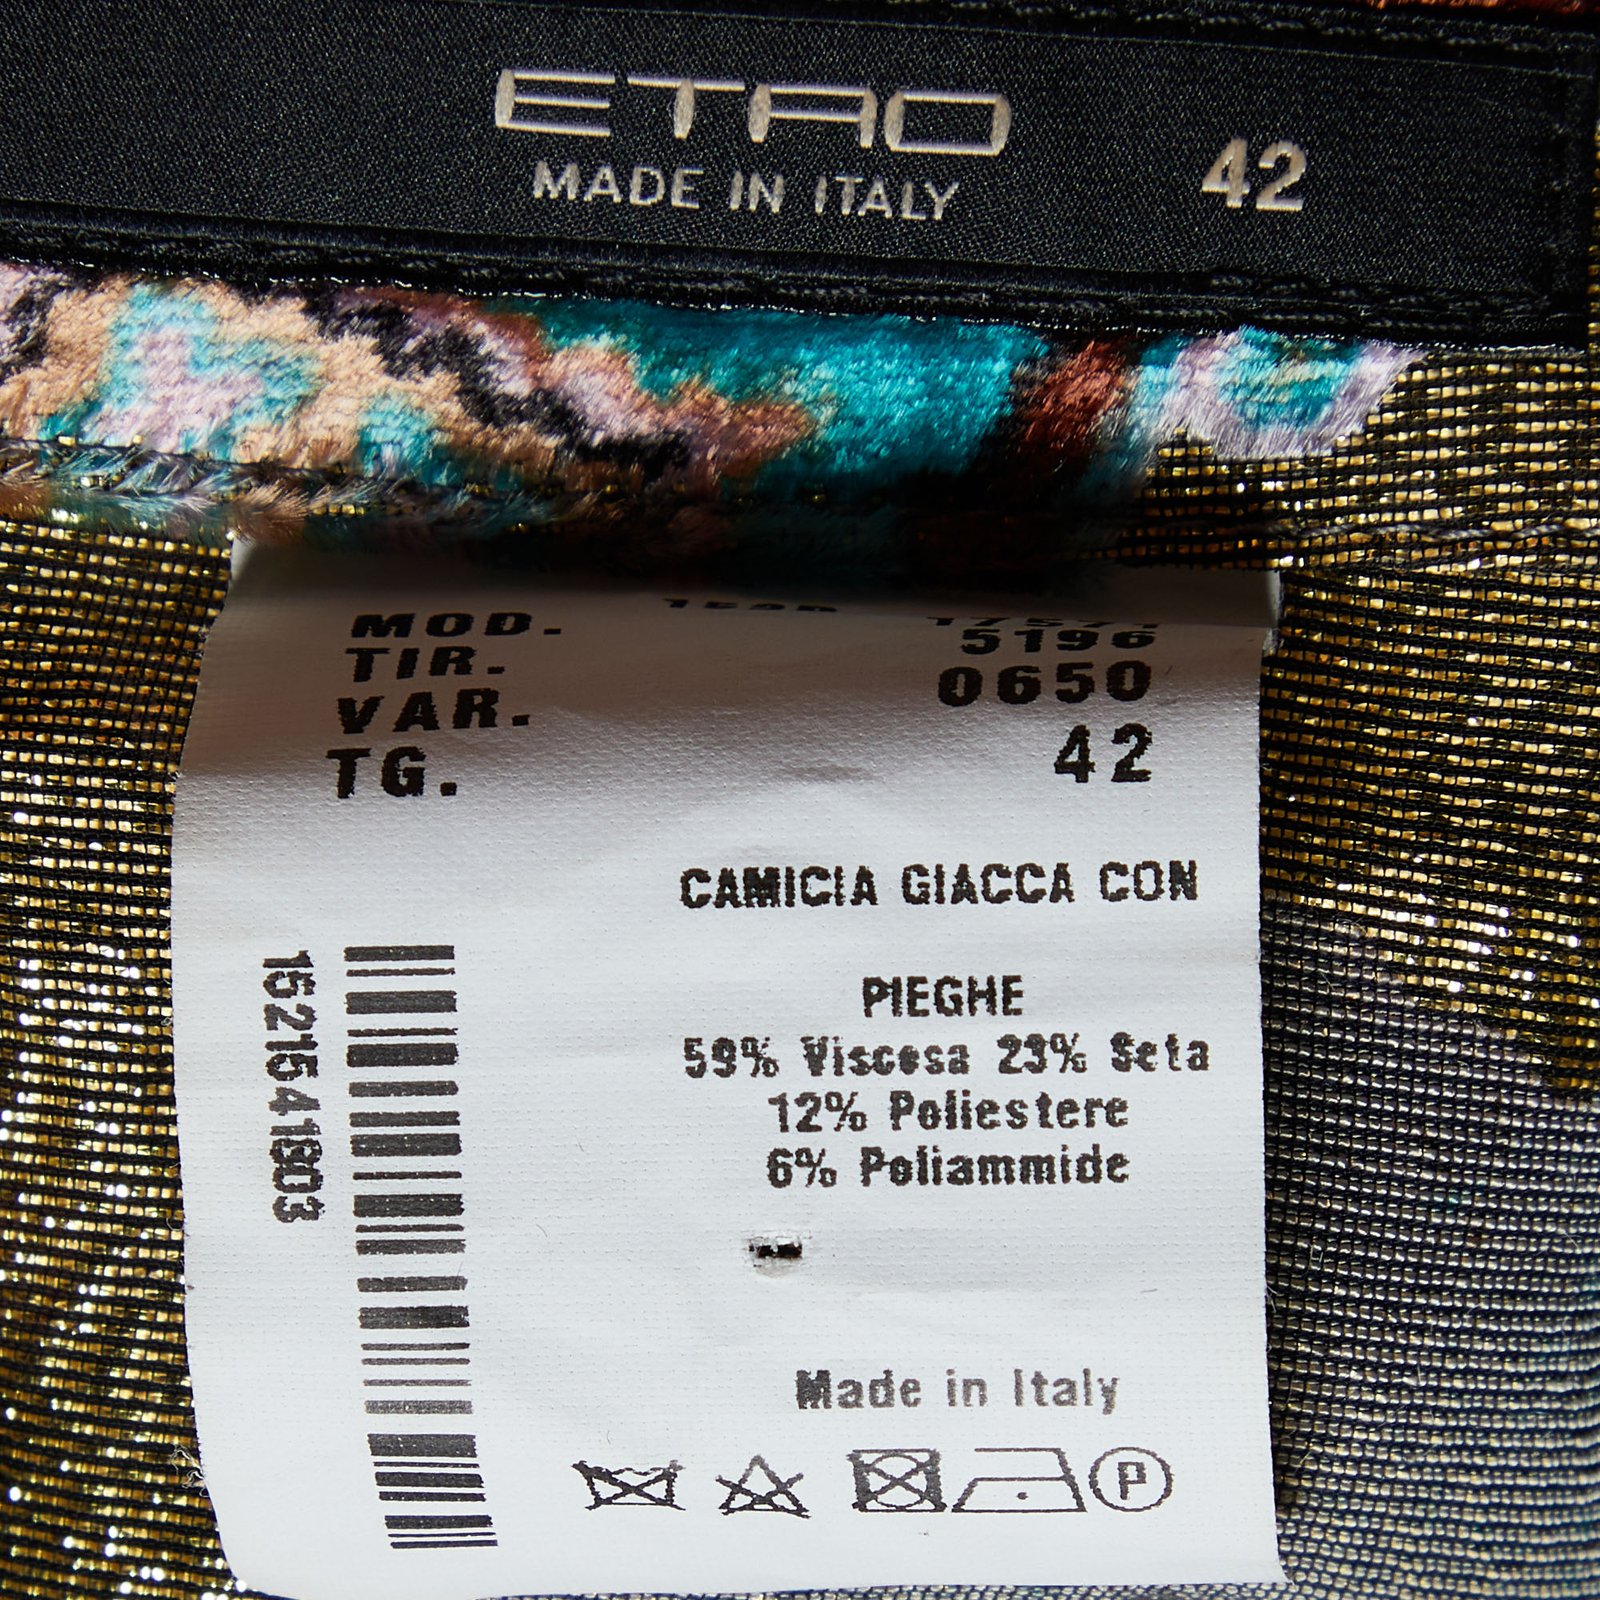 ETRO
MADE IN ITALY
42
MOD.
TIR. 5196
VAR. 0650
TG. 42
CAMICIA GIACCA CON
PIEGHE
59% Viscosa 23% Seta
12% Poliestere
6% Poliammide
Made in Italy
P